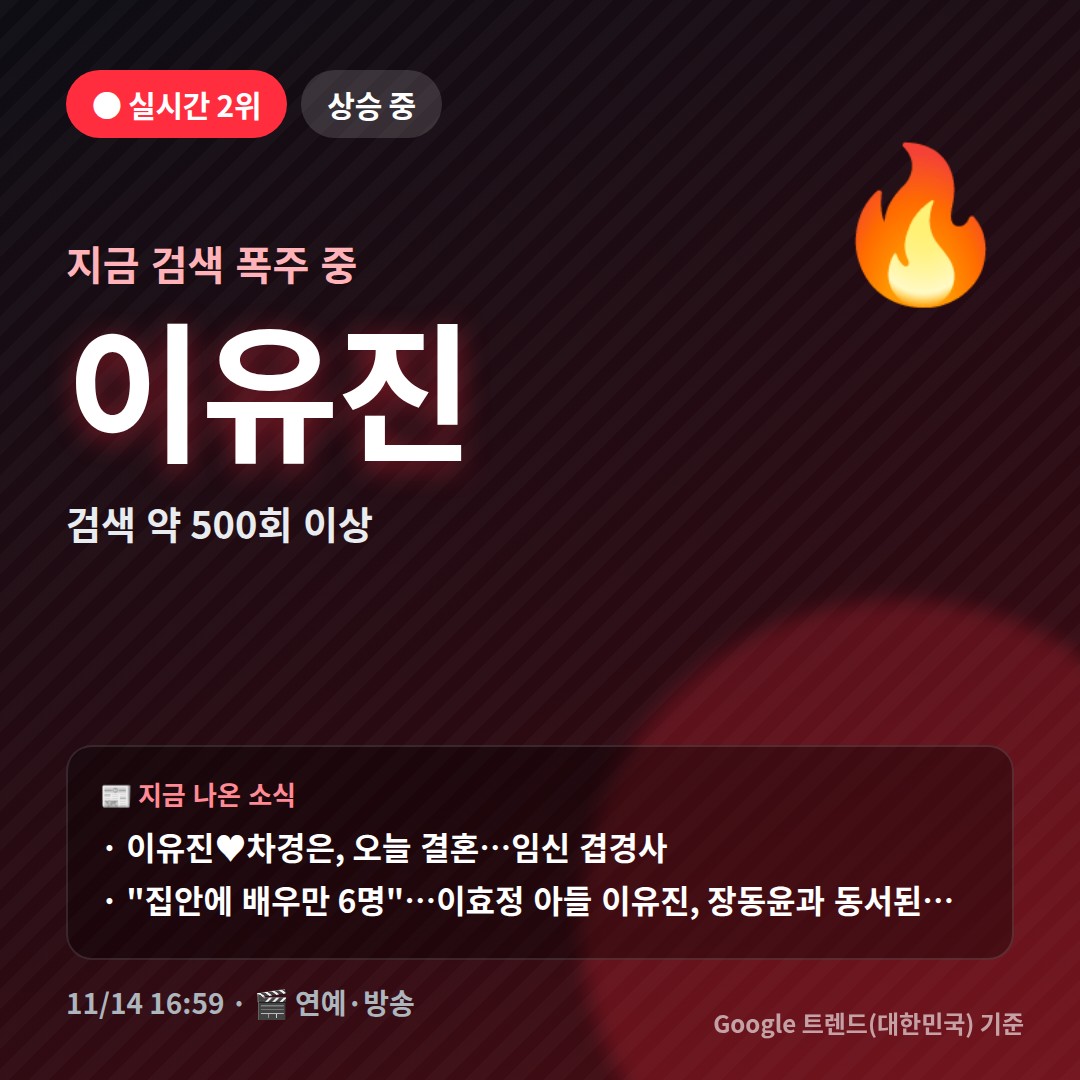 실시간 2위
상승 중
지금 검색 폭주 중
이유진
검색 약 500회 이상
📰 지금 나온 소식
· 이유진♥차경은, 오늘 결혼…임신 겹경사
· "집안에 배우만 6명"…이효정 아들 이유진, 장동윤과 동서된…
11/14 16:59 · 🎬 연예·방송
Google 트렌드(대한민국) 기준